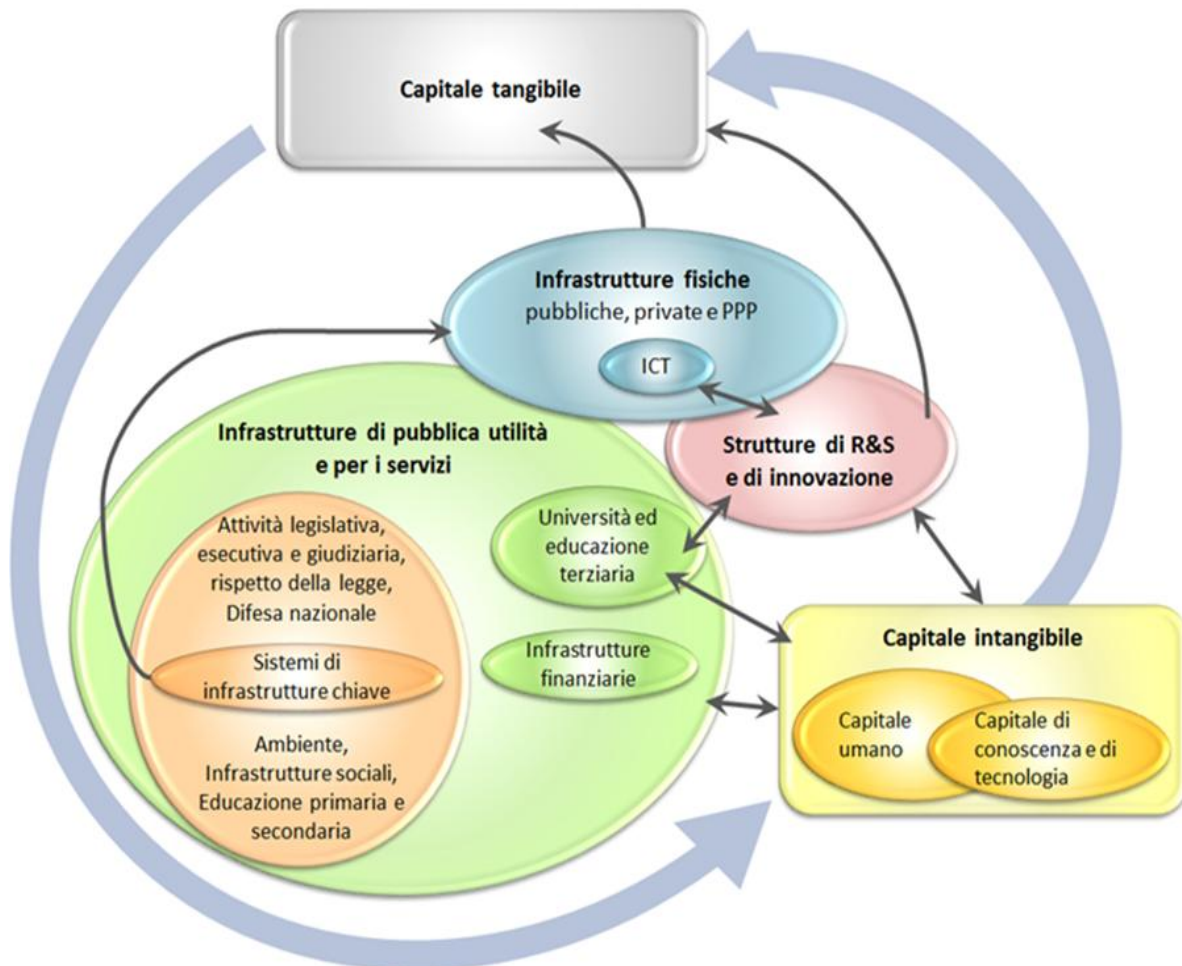 Capitale tangibile
Infrastrutture fisiche
pubbliche, private e PPP
ICT
Infrastrutture di pubblica utilità
e per i servizi
Strutture di R&S
e di innovazione
Attività legislativa,
esecutiva e giudiziaria,
rispetto della legge,
Difesa nazionale
Università ed
educazione
terziaria
Sistemi di
infrastrutture chiave
Infrastrutture
finanziarie
Ambiente,
Infrastrutture sociali,
Educazione primaria e
secondaria
Capitale intangibile
Capitale
umano
Capitale di
conoscenza e di
tecnologia